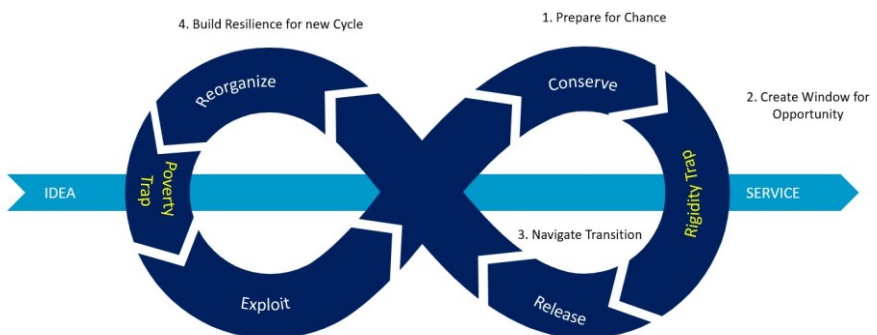 4. Build Resilience for new Cycle
1. Prepare for Chance
Reorganize
Conserve
2. Create Window for
Opportunity
Poverty
Trap
Rigidity Trap
IDEA
SERVICE
3. Navigate Transition
Exploit
Release